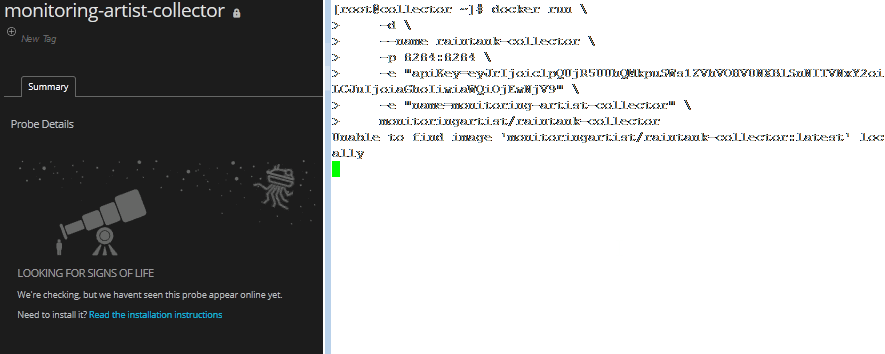 monitoring-artist-collector
New Tag
Summary
Probe Details
LOOKING FOR SIGNS OF LIFE
We're checking, but we havent seen this probe appear online yet.
Need to install it? Read the installation instructions
[root@collector ~]$ docker run \
> -d \
> --name raintank-collector \
> -p 8284:8284 \
> -e
> -e "name=monitoring-artist-collector" \
> monitoringartist/raintank-collector
Unable to find image 'monitoringartist/raintank-collector:latest' loc
ally